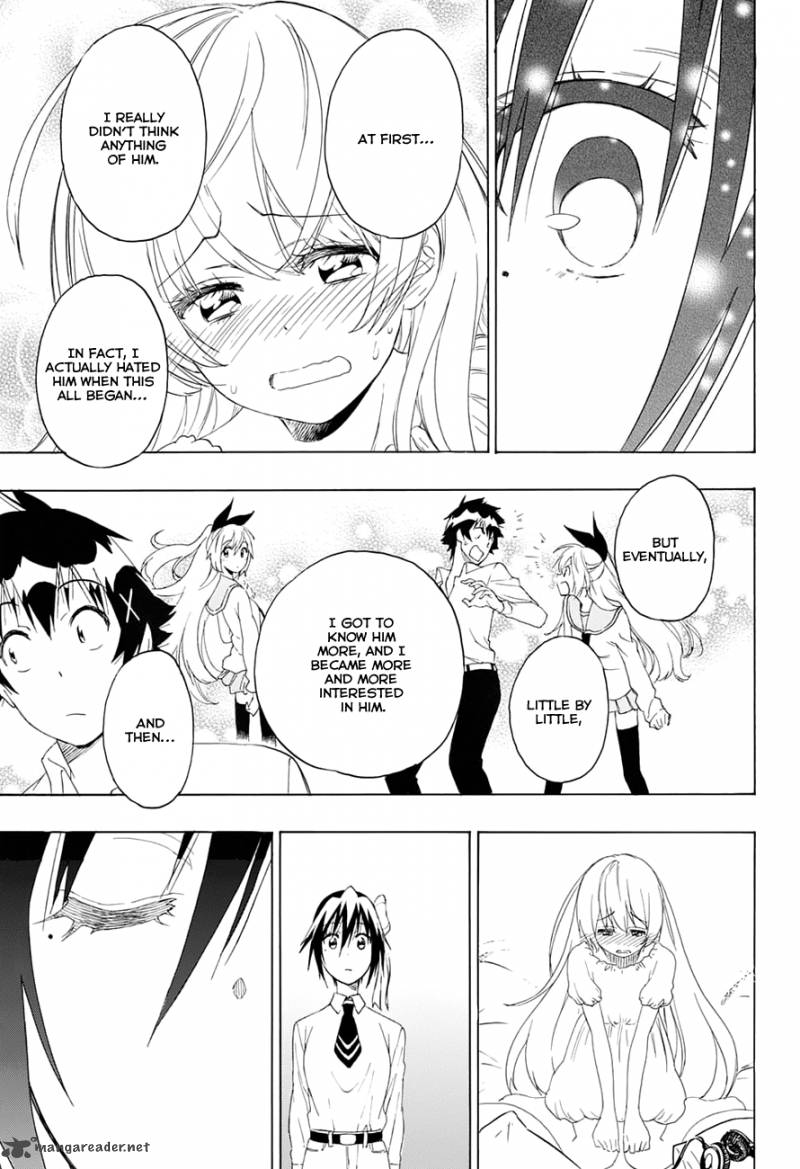 AT FIRST...
I REALLY
DIDN'T THINK
ANYTHING
OF HIM.
IN FACT, I
ACTUALLY HATED
HIM WHEN THIS
ALL BEGAN...
BUT
EVENTUALLY,
LITTLE BY
LITTLE,
I GOT TO
KNOW HIM
MORE, AND I
BECAME MORE
AND MORE
INTERESTED
IN HIM.
AND
THEN...
mangareader.net